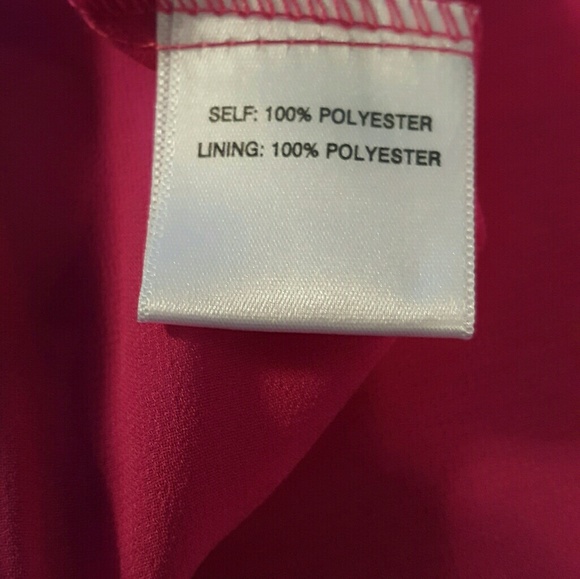 SELF: 100% POLYESTER
LINING: 100% POLYESTER